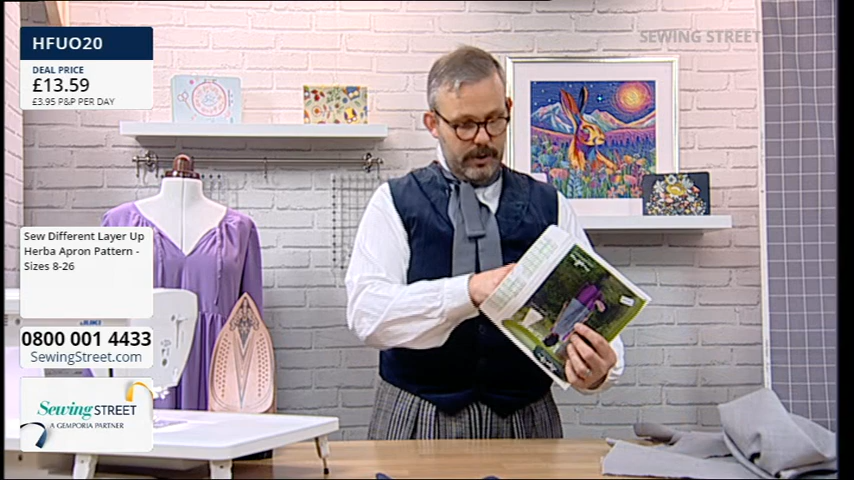 HFUO20
DEAL PRICE
£13.59
£3.95 P&P PER DAY
SEWING STREET
Sew Different Layer Up
Herba Apron Pattern -
Sizes 8-26
JUKI
0800 001 4433
SewingStreet.com
Sewing STREET
A GEMPORIA PARTNER